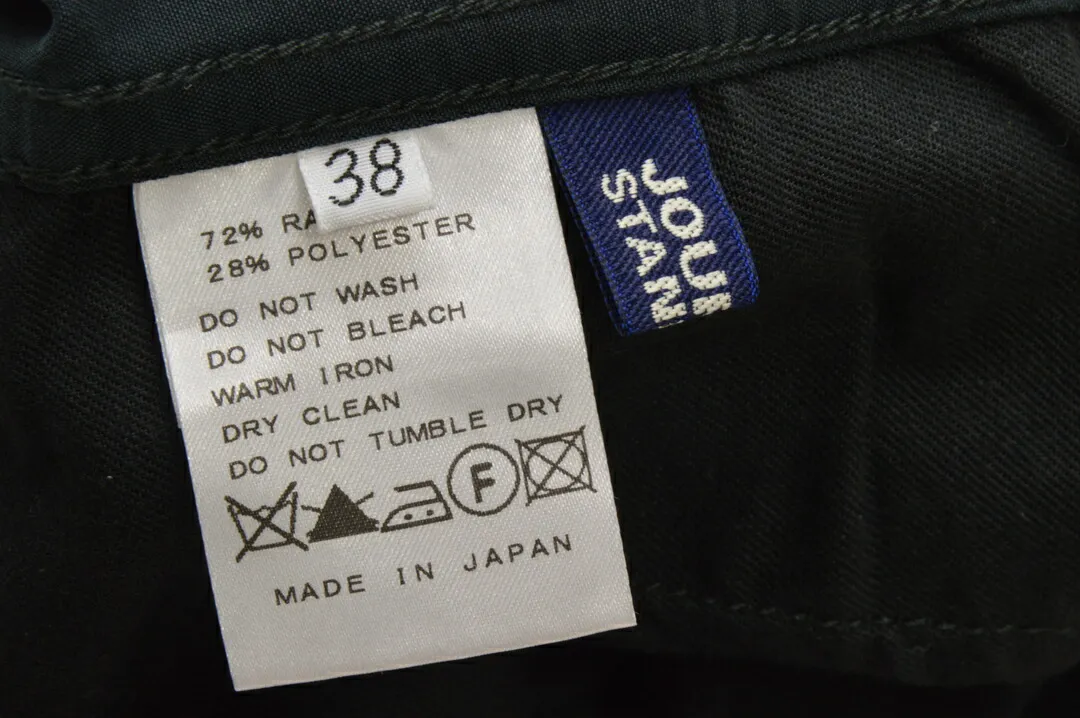 38
72% RA
28% POLYESTER
DO NOT WASH
DO NOT BLEACH
WARM IRON
DRY CLEAN
DO NOT TUMBLE DRY
F
MADE IN JAPAN
JOUR
STAN